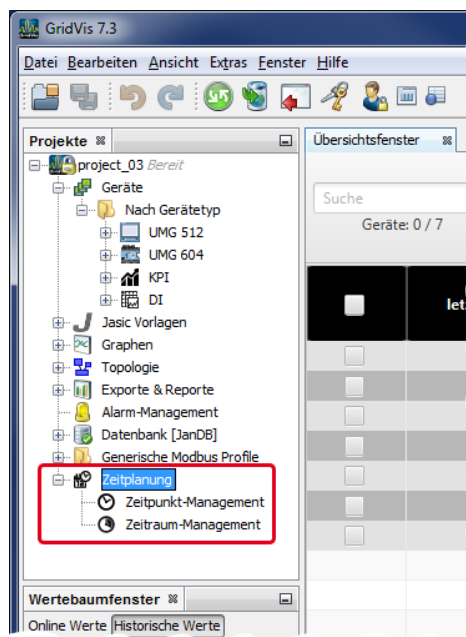 GridVis 7.3
Datei Bearbeiten Ansicht Extras Fenster Hilfe
Projekte
project_03 Bereit
Geräte
Nach Gerätetyp
UMG 512
UMG 604
KPI
DI
Jasic Vorlagen
Graphen
Topologie
Exporte & Reporte
Alarm-Management
Datenbank [JanDB]
Generische Modbus Profile
Zeitplanung
Zeitpunkt-Management
Zeitraum-Management
Wertebaumfenster
Online Werte Historische Werte
Übersichtsfenster
Suche
Geräte: 0 / 7